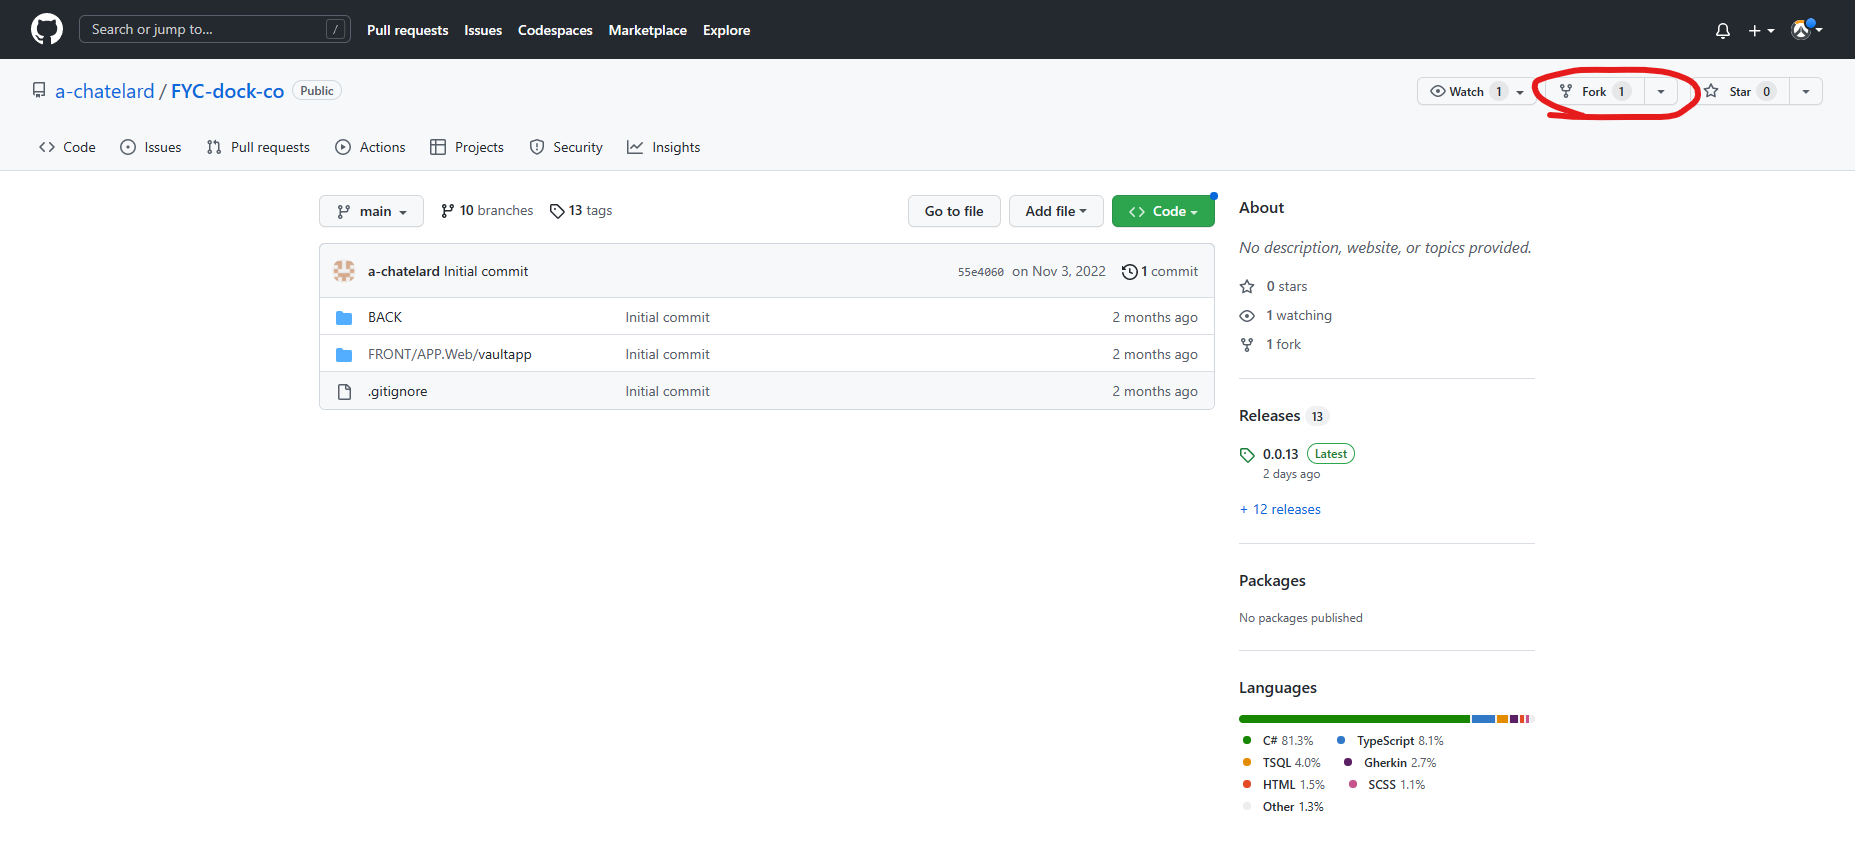 Search or jump to... /
Pull requests Issues Codespaces Marketplace Explore
a-chatelard / FYC-dock-co Public
Watch 1 Fork 1 Star 0
Code Issues Pull requests Actions Projects Security Insights
main 10 branches 13 tags Go to file Add file Code
a-chatelard Initial commit 55e4060 on Nov 3, 2022 1 commit
BACK Initial commit 2 months ago
FRONT/APP.Web/vaultapp Initial commit 2 months ago
.gitignore Initial commit 2 months ago
About
No description, website, or topics provided.
0 stars
1 watching
1 fork
Releases 13
0.0.13 Latest
2 days ago
+ 12 releases
Packages
No packages published
Languages
C# 81.3% TypeScript 8.1%
TSQL 4.0% Gherkin 2.7%
HTML 1.5% SCSS 1.1%
Other 1.3%